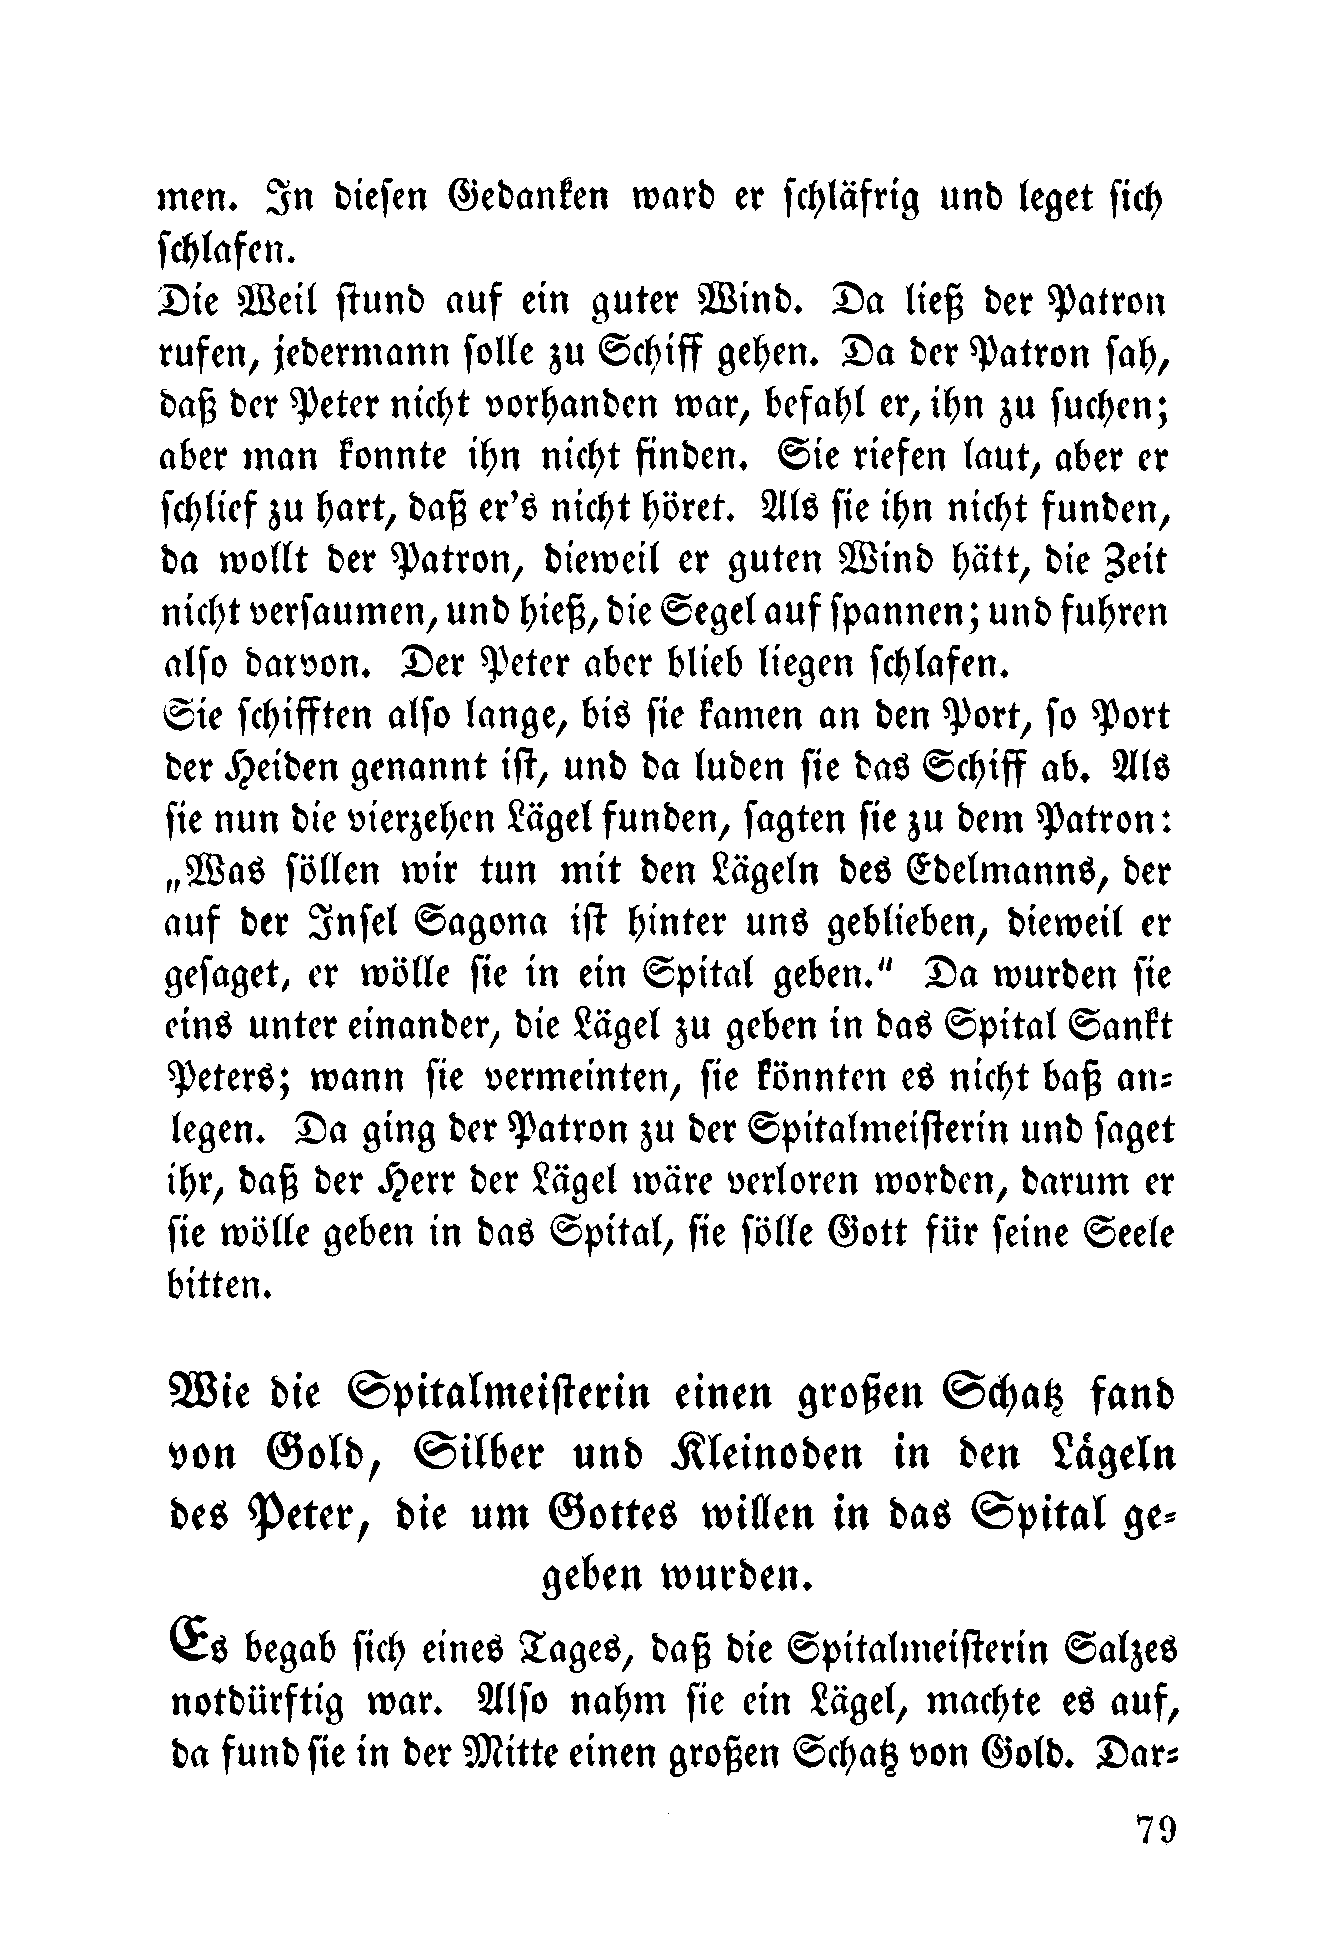 men. In diesen Gedanken ward er schläfrig und leget sich
schlafen.
Die Weil stund auf ein guter Wind. Da ließ der Patron
rufen, jedermann solle zu Schiff gehen. Da der Patron sah,
daß der Peter nicht vorhanden war, befahl er, ihn zu suchen;
aber man konnte ihn nicht finden. Sie riefen laut, aber er
schlief zu hart, daß er's nicht höret. Als sie ihn nicht funden,
da wollt der Patron, dieweil er guten Wind hätt, die Zeit
nicht versaumen, und hieß, die Segel auf spannen; und fuhren
also darvon. Der Peter aber blieb liegen schlafen.
Sie schifften also lange, bis sie kamen an den Port, so Port
der Heiden genannt ist, und da luden sie das Schiff ab. Als
sie nun die vierzehen Lägel funden, sagten sie zu dem Patron:
„Was söllen wir tun mit den Lägeln des Edelmanns, der
auf der Insel Sagona ist hinter uns geblieben, dieweil er
gesaget, er wölle sie in ein Spital geben." Da wurden sie
eins unter einander, die Lägel zu geben in das Spital Sankt
Peters; wann sie vermeinten, sie könnten es nicht baß an-
legen. Da ging der Patron zu der Spitalmeisterin und saget
ihr, daß der Herr der Lägel wäre verloren worden, darum er
sie wölle geben in das Spital, sie sölle Gott für seine Seele
bitten.
Wie die Spitalmeisterin einen großen Schatz fand
von Gold, Silber und Kleinoden in den Lägeln
des Peter, die um Gottes willen in das Spital ge-
geben wurden.
Es begab sich eines Tages, daß die Spitalmeisterin Salzes
notdürftig war. Also nahm sie ein Lägel, machte es auf,
da fund sie in der Mitte einen großen Schatz von Gold. Dar-
79